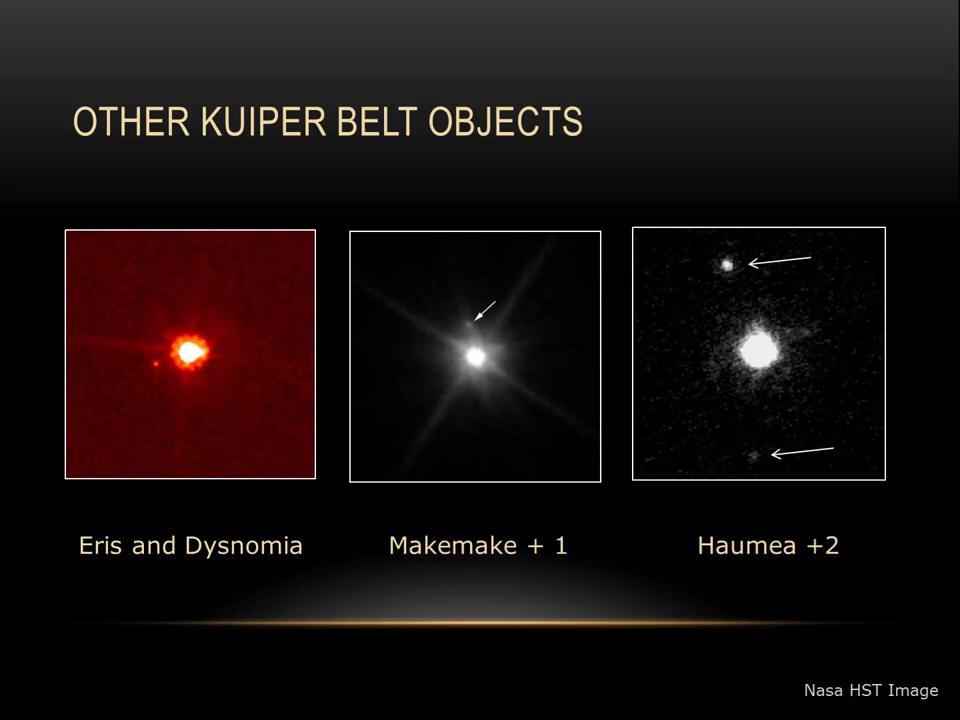 OTHER KUIPER BELT OBJECTS
Eris and Dysnomia
Makemake + 1
Haumea +2
Nasa HST Image